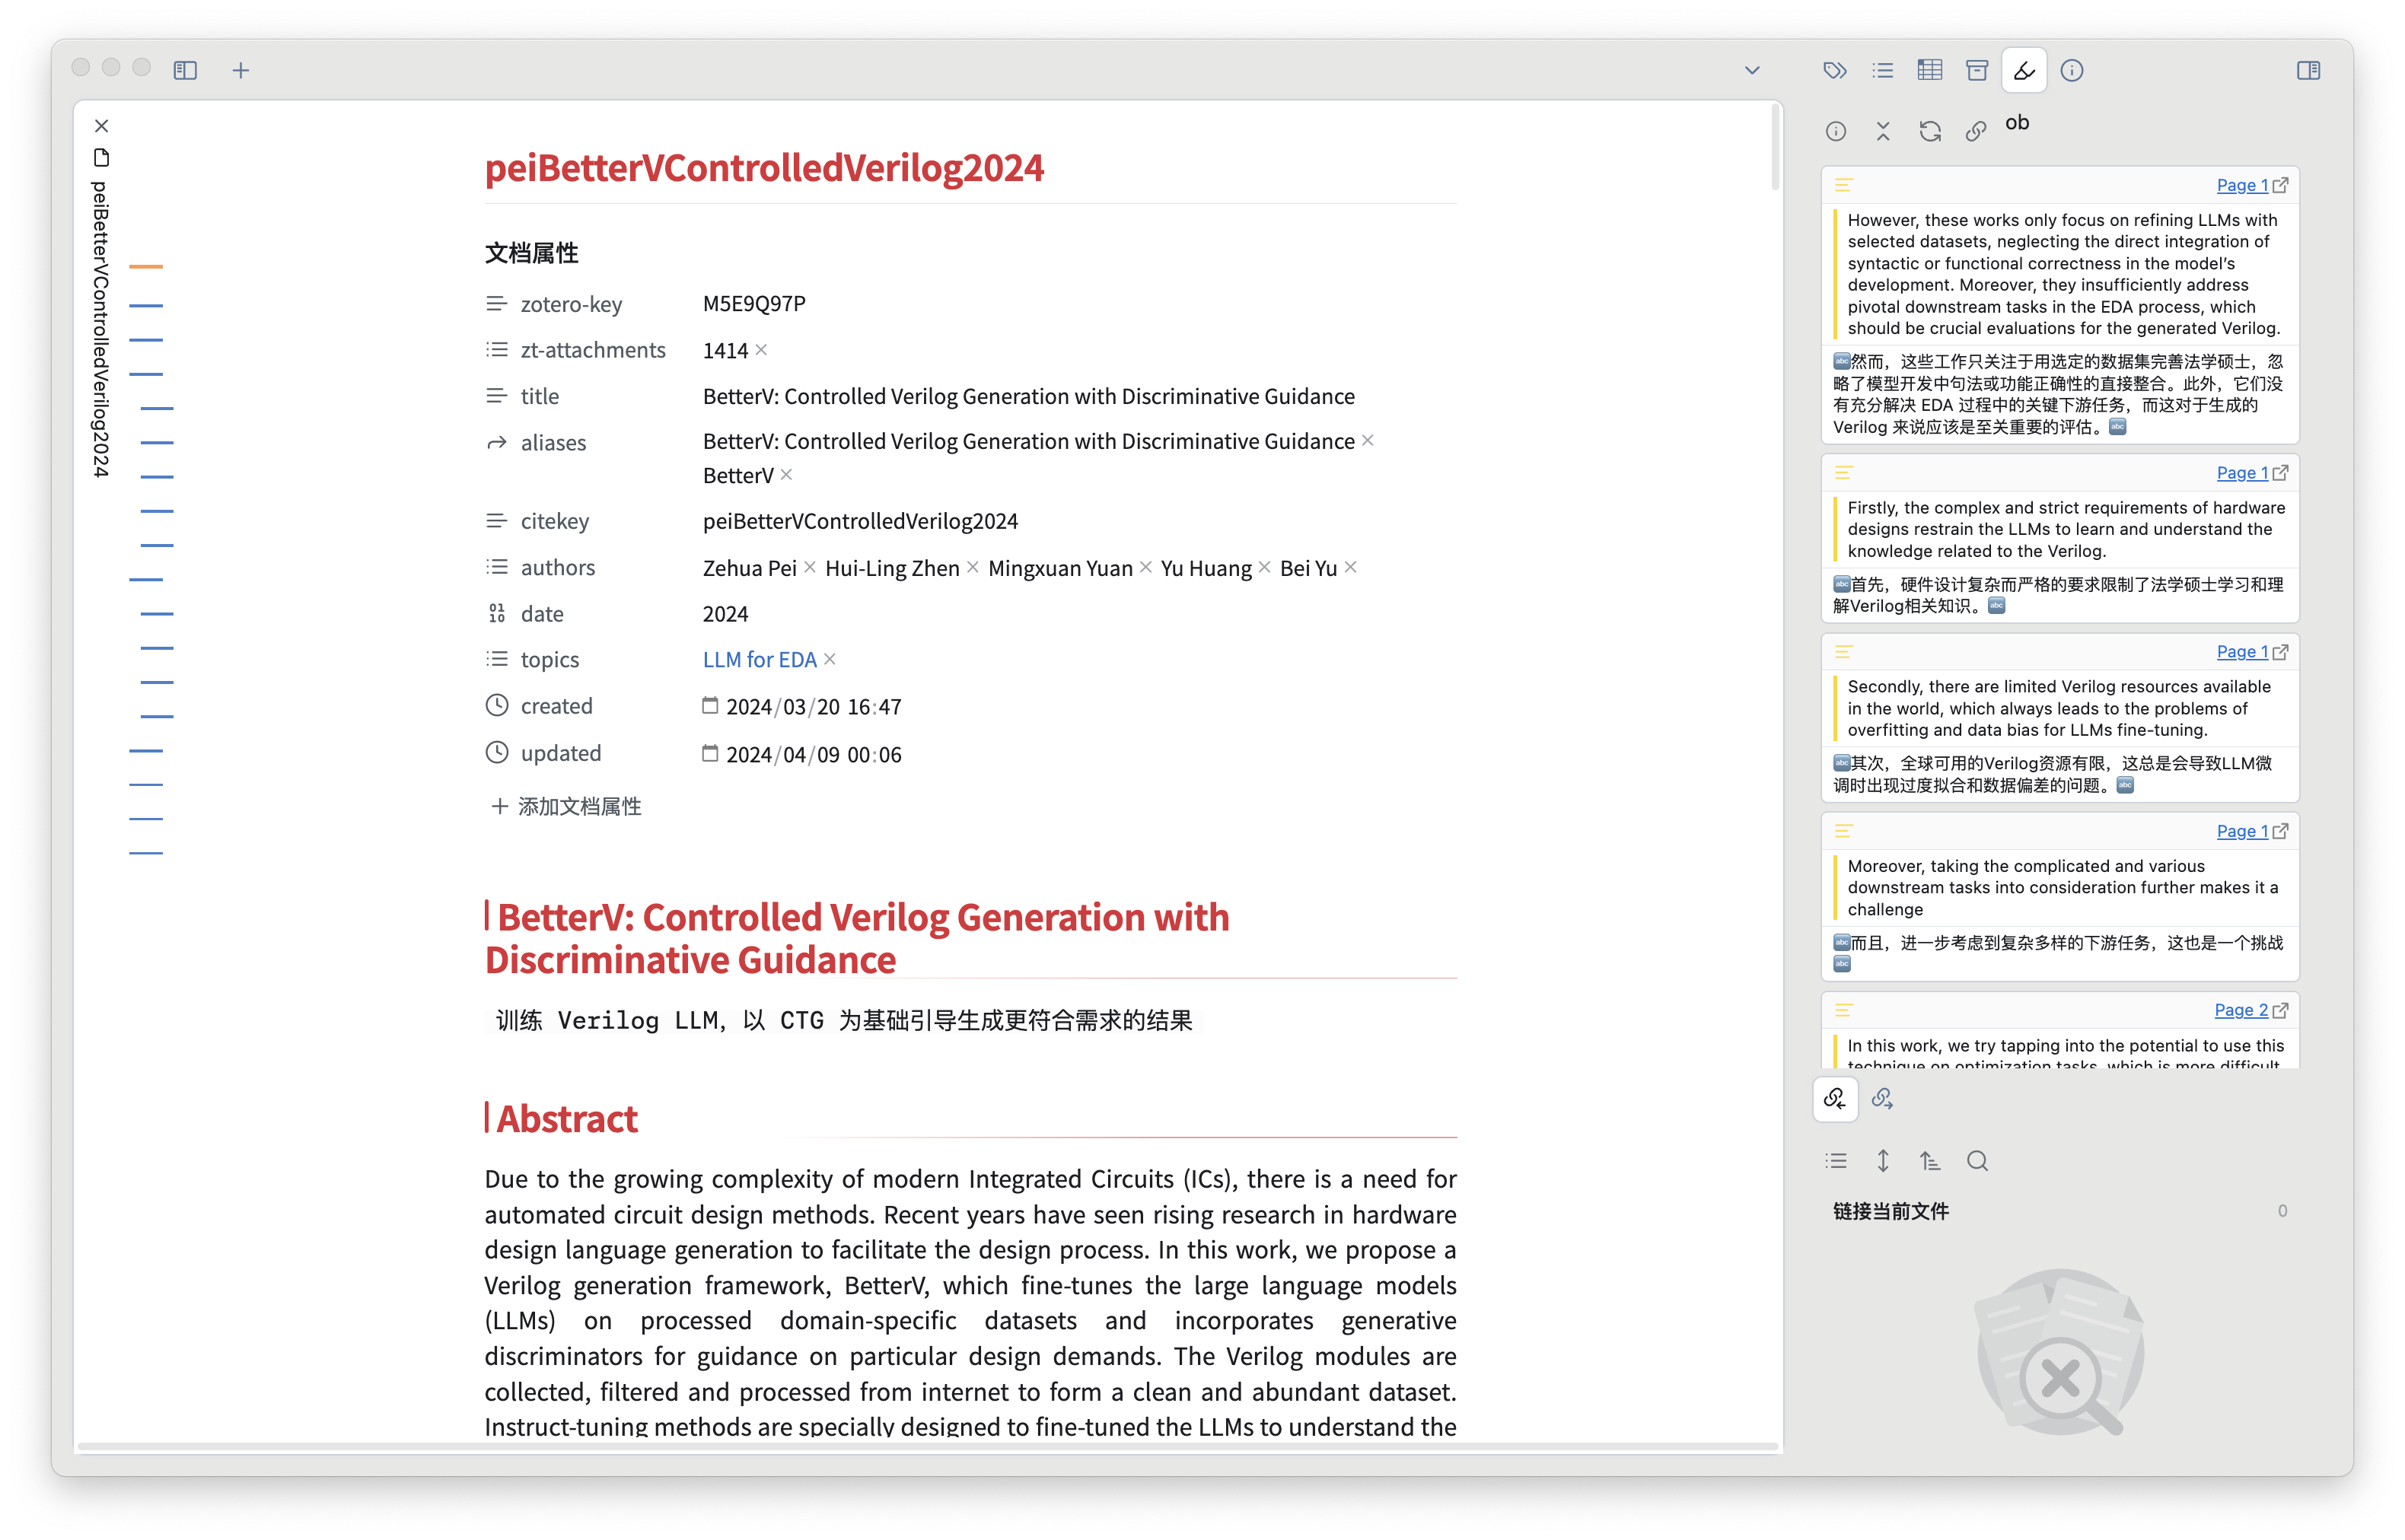 peiBetterVControlledVerilog2024
peiBetterVControlledVerilog2024
文档属性
zotero-key M5E9Q97P
zt-attachments 1414
title BetterV: Controlled Verilog Generation with Discriminative Guidance
aliases BetterV: Controlled Verilog Generation with Discriminative Guidance
BetterV
citekey peiBetterVControlledVerilog2024
authors Zehua Pei Hui-Ling Zhen Mingxuan Yuan Yu Huang Bei Yu
date 2024
topics LLM for EDA
created 2024/03/20 16:47
updated 2024/04/09 00:06
添加文档属性
BetterV: Controlled Verilog Generation with
Discriminative Guidance
训练 Verilog LLM，以 CTG 为基础引导生成更符合需求的结果
Abstract
Due to the growing complexity of modern Integrated Circuits (ICs), there is a need for
automated circuit design methods. Recent years have seen rising research in hardware
design language generation to facilitate the design process. In this work, we propose a
Verilog generation framework, BetterV, which fine-tunes the large language models
(LLMs) on processed domain-specific datasets and incorporates generative
discriminators for guidance on particular design demands. The Verilog modules are
collected, filtered and processed from internet to form a clean and abundant dataset.
Instruct-tuning methods are specially designed to fine-tuned the LLMs to understand the
ob
Page 1
However, these works only focus on refining LLMs with
selected datasets, neglecting the direct integration of
syntactic or functional correctness in the model's
development. Moreover, they insufficiently address
pivotal downstream tasks in the EDA process, which
should be crucial evaluations for the generated Verilog.
🔤然而，这些工作只关注于用选定的数据集完善法学硕士，忽
略了模型开发中句法或功能正确性的直接整合。此外，它们没
有充分解决 EDA 过程中的关键下游任务，而这对于生成的
Verilog 来说应该是至关重要的评估。🔤
Page 1
Firstly, the complex and strict requirements of hardware
designs restrain the LLMs to learn and understand the
knowledge related to the Verilog.
🔤首先，硬件设计复杂而严格的要求限制了法学硕士学习和理
解Verilog相关知识。🔤
Page 1
Secondly, there are limited Verilog resources available
in the world, which always leads to the problems of
overfitting and data bias for LLMs fine-tuning.
🔤其次，全球可用的Verilog资源有限，这总是会导致LLM微
调时出现过度拟合和数据偏差的问题。🔤
Page 1
Moreover, taking the complicated and various
downstream tasks into consideration further makes it a
challenge
🔤而且，进一步考虑到复杂多样的下游任务，这也是一个挑战
🔤
Page 2
In this work, we try tapping into the potential to use this
technique on optimization tasks, which is more difficult
链接当前文件 0